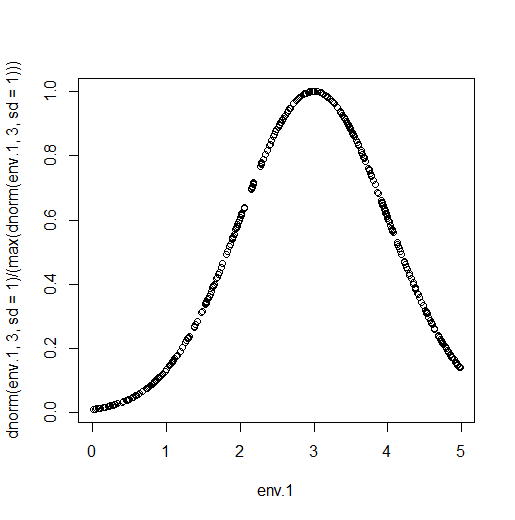 dnorm(env.1, 3, sd = 1)/(max(dnorm(env.1, 3, sd = 1)))
1.0
0.8
0.6
0.4
0.2
0.0
0 1 2 3 4 5
env.1